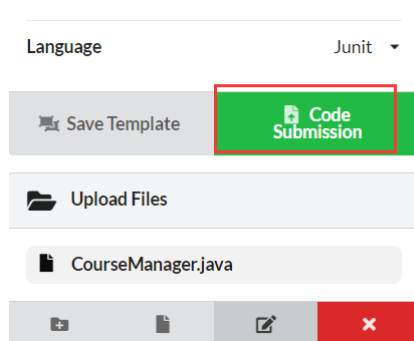 Language Junit
Save Template
Code
Submission
Upload Files
CourseManager.java